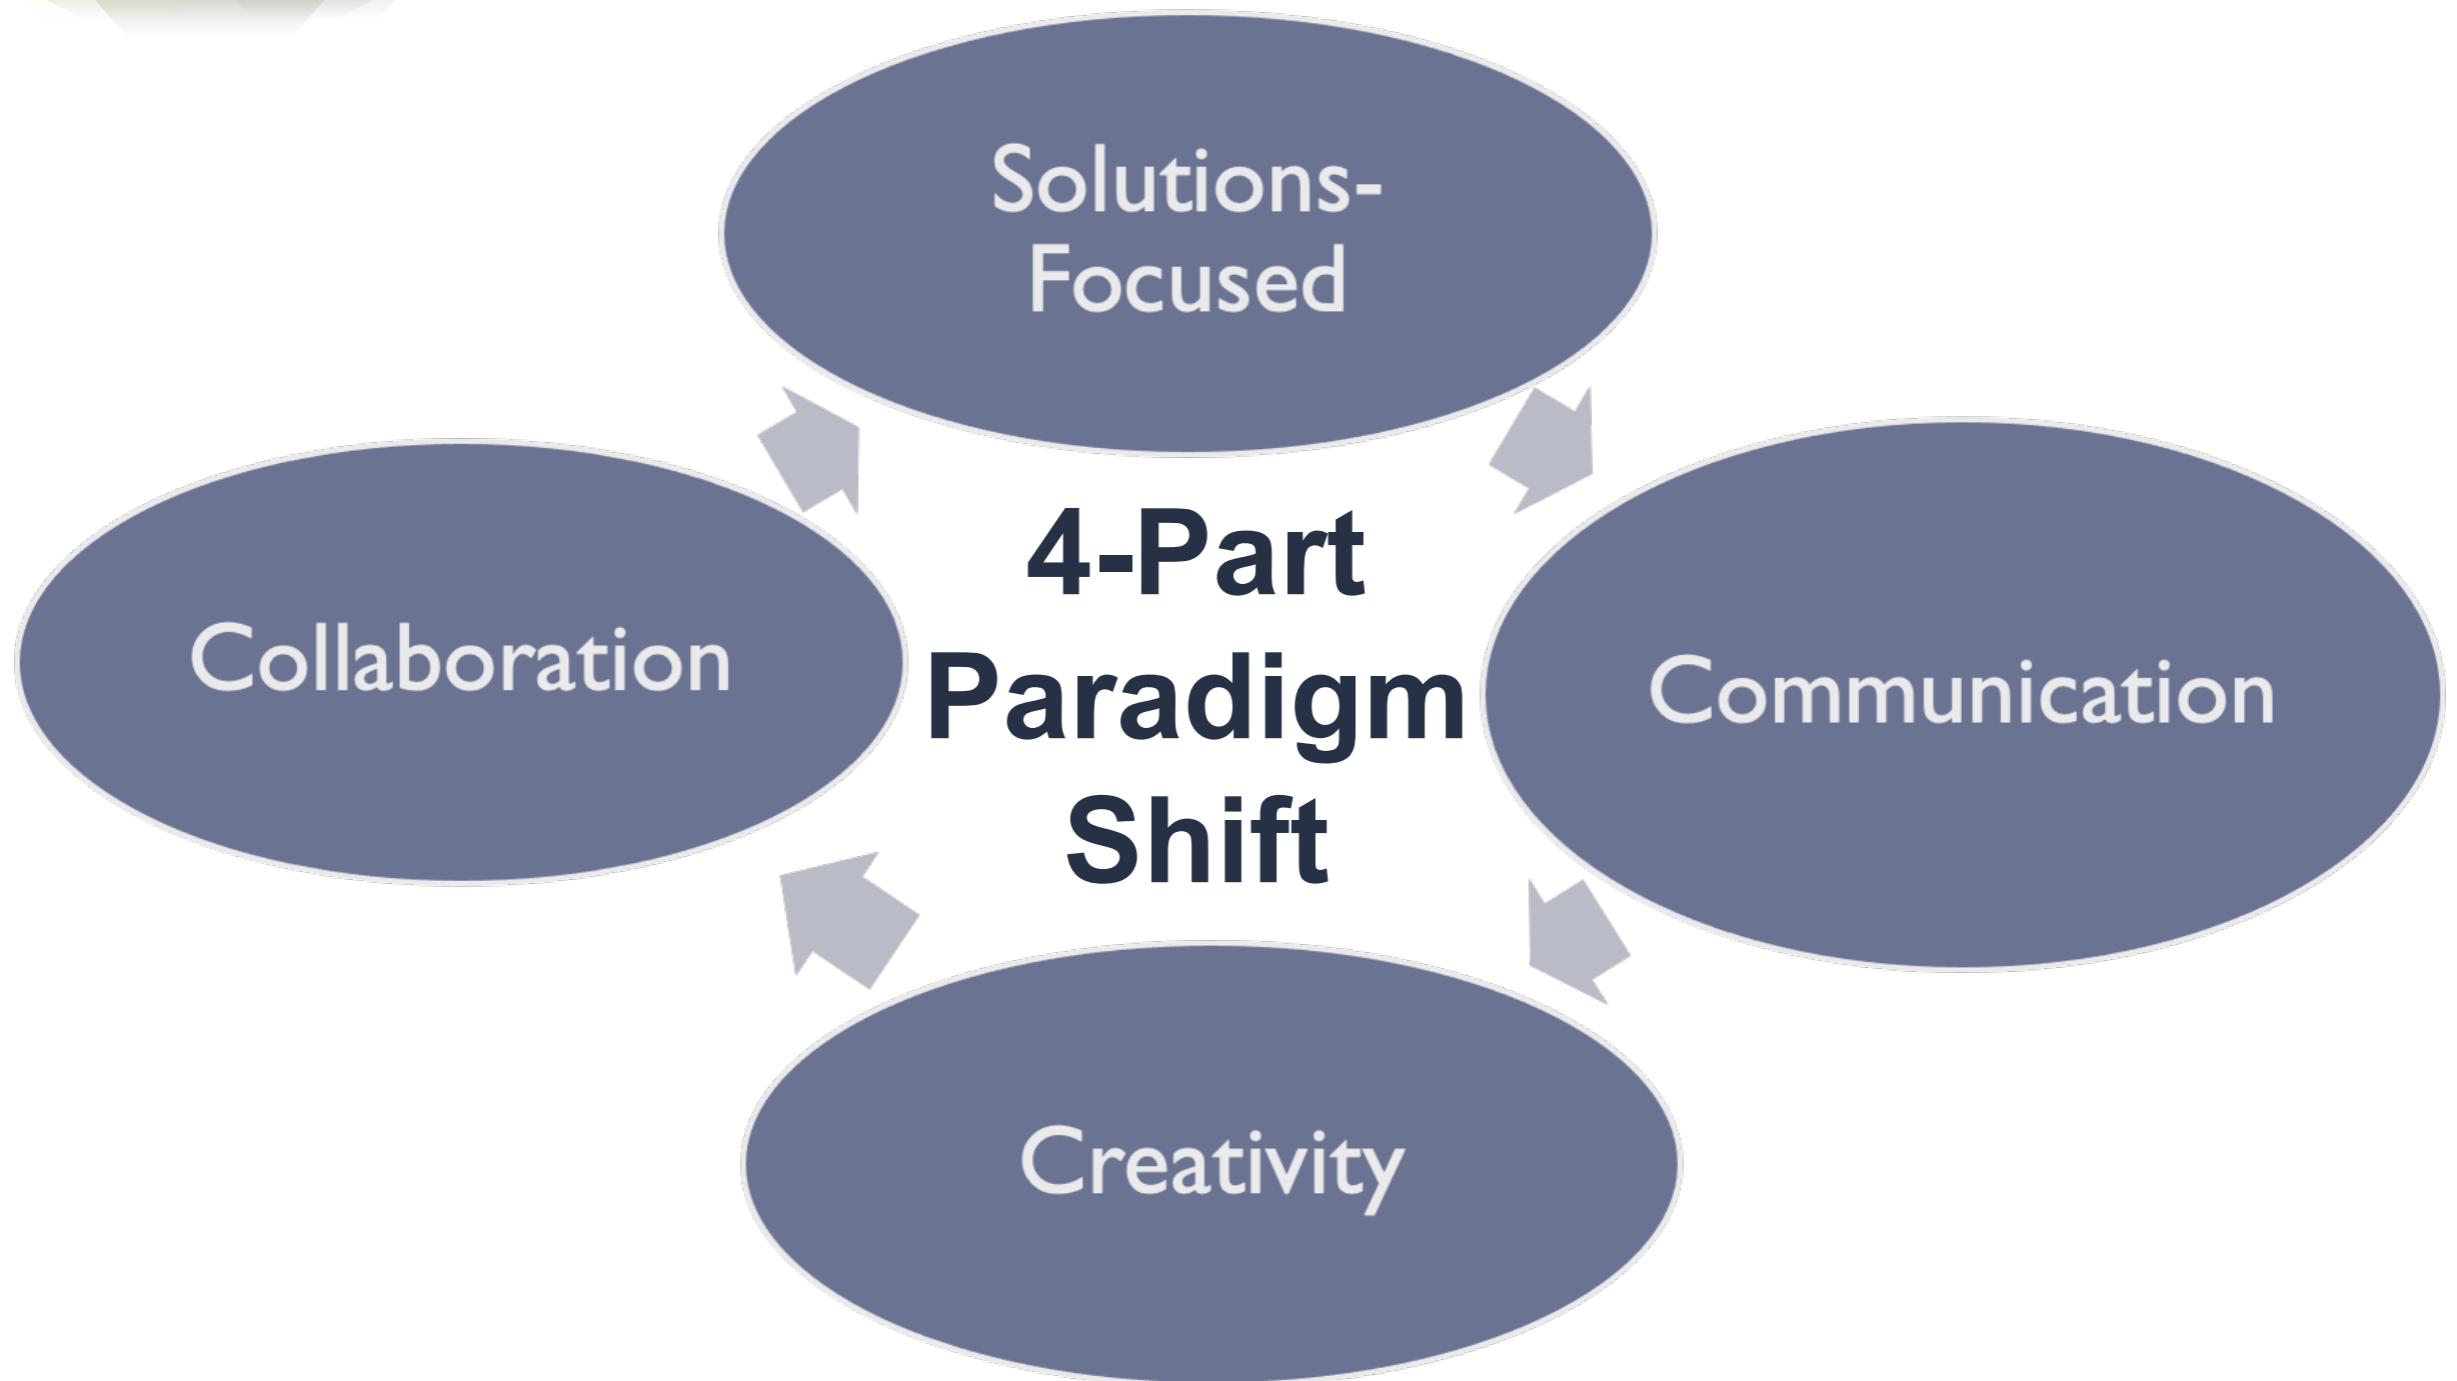 Solutions-
Focused
4-Part
Paradigm
Shift
Collaboration
Communication
Creativity